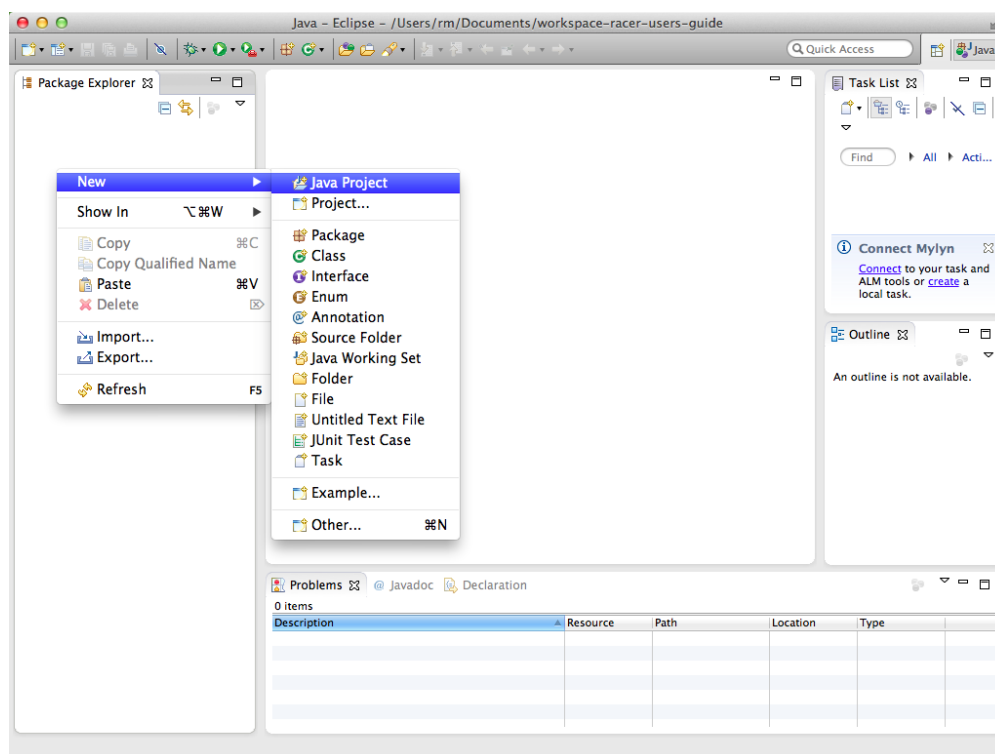 Java – Eclipse – /Users/rm/Documents/workspace-racer-users-guide
Quick Access
Java
Package Explorer
Task List
Find
All
Acti...
New
Show In ⌥⌘W
Copy ⌘C
Copy Qualified Name
Paste ⌘V
Delete
Import...
Export...
Refresh F5
Java Project
Project...
Package
Class
Interface
Enum
Annotation
Source Folder
Java Working Set
Folder
File
Untitled Text File
JUnit Test Case
Task
Example...
Other... ⌘N
Connect Mylyn
Connect to your task and
ALM tools or create a
local task.
Outline
An outline is not available.
Problems @ Javadoc Declaration
0 items
Description Resource Path Location Type